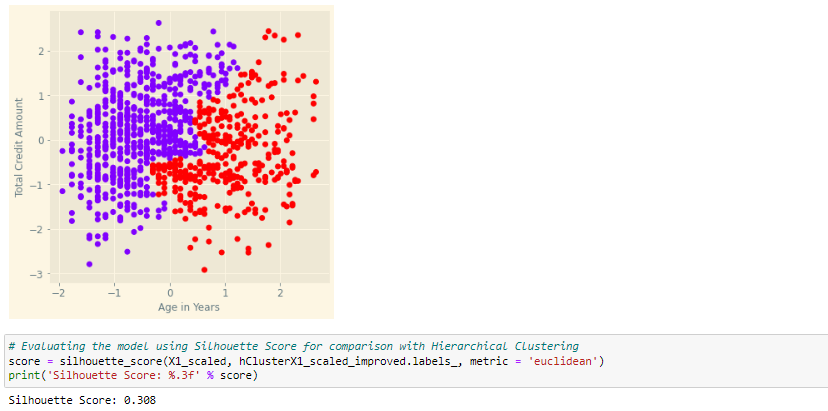 2
1
0
−1
−2
−3
Total Credit Amount
−2 −1 0 1 2
Age in Years
# Evaluating the model using Silhouette Score for comparison with Hierarchical Clustering
score = silhouette_score(X1_scaled, hClusterX1_scaled_improved.labels_, metric = 'euclidean')
print('Silhouette Score: %.3f' % score)
Silhouette Score: 0.308